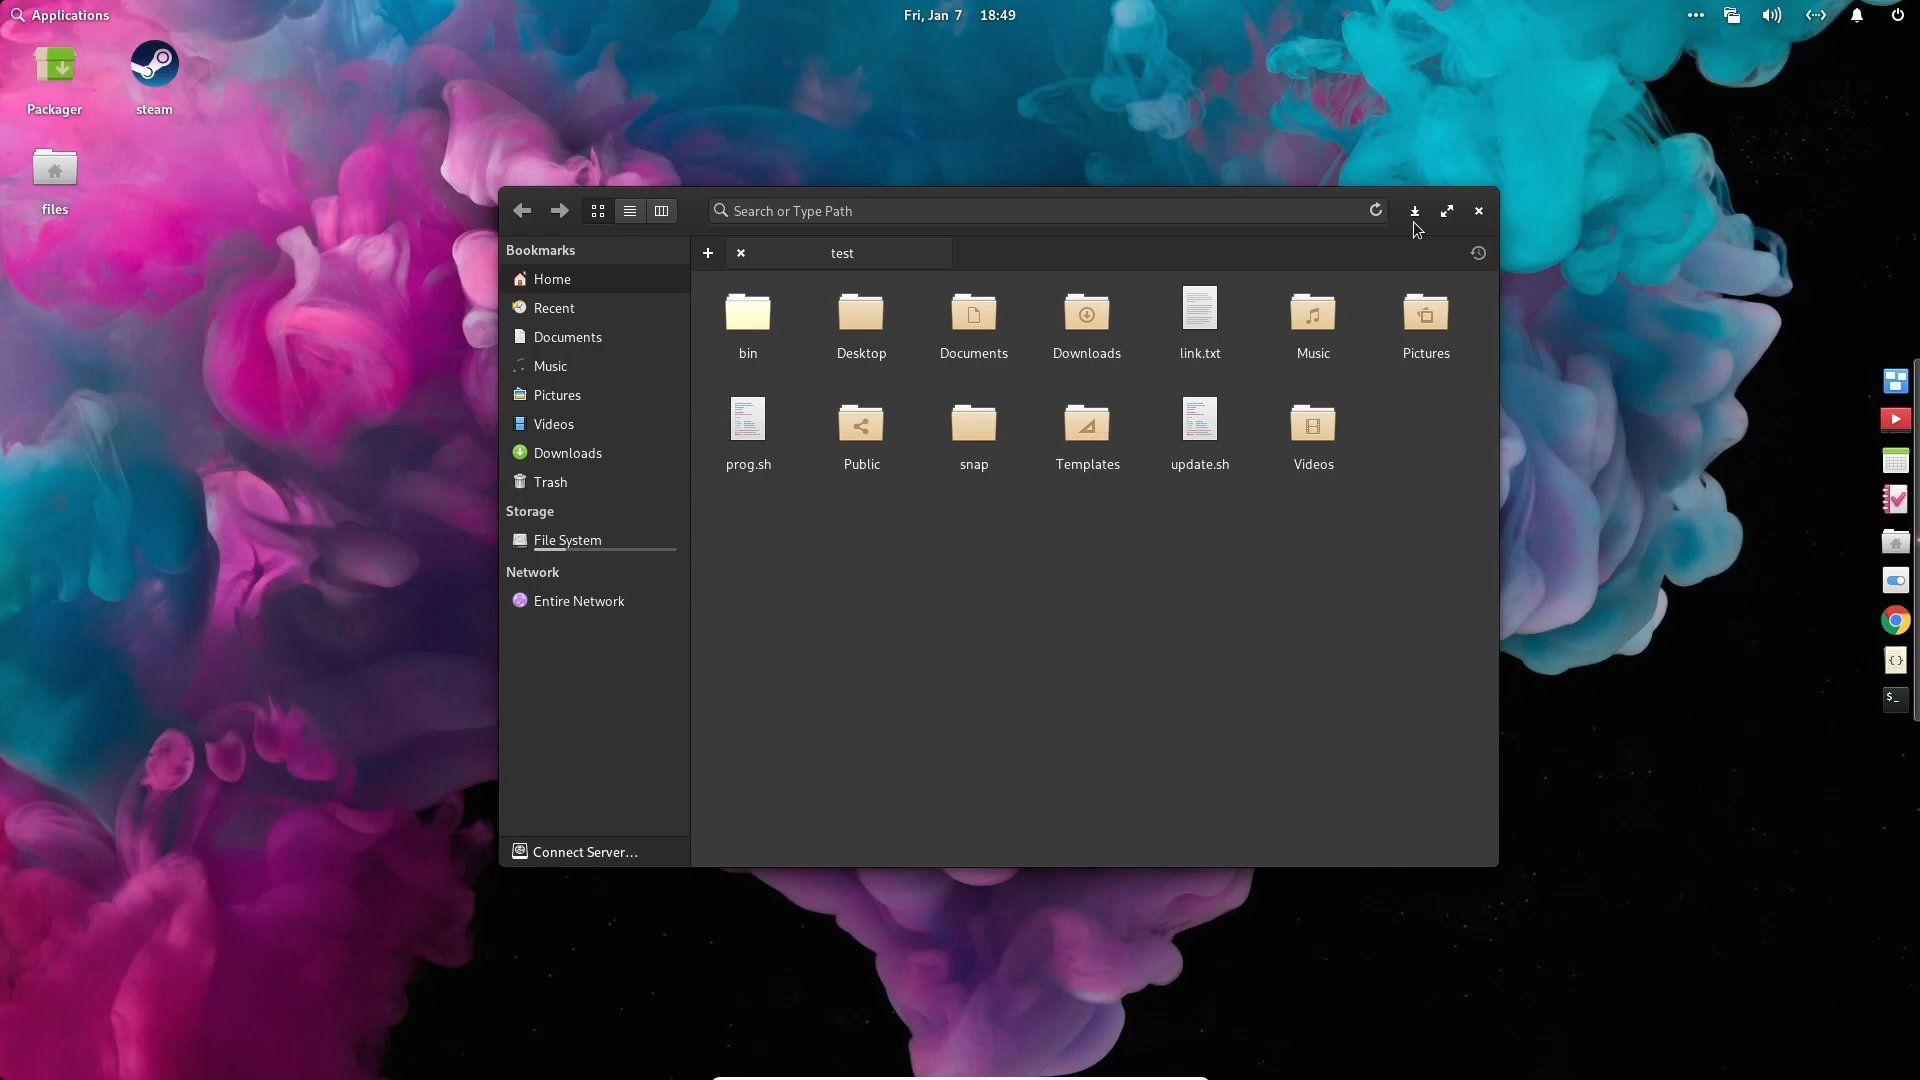 Applications
Fri, Jan 7 18:49
Packager
steam
files
Search or Type Path
Bookmarks
test
Home
Recent
Documents
Music
Pictures
Videos
Downloads
Trash
Storage
File System
Network
Entire Network
Connect Server...
bin
Desktop
Documents
Downloads
link.txt
Music
Pictures
prog.sh
Public
snap
Templates
update.sh
Videos
{}
$_